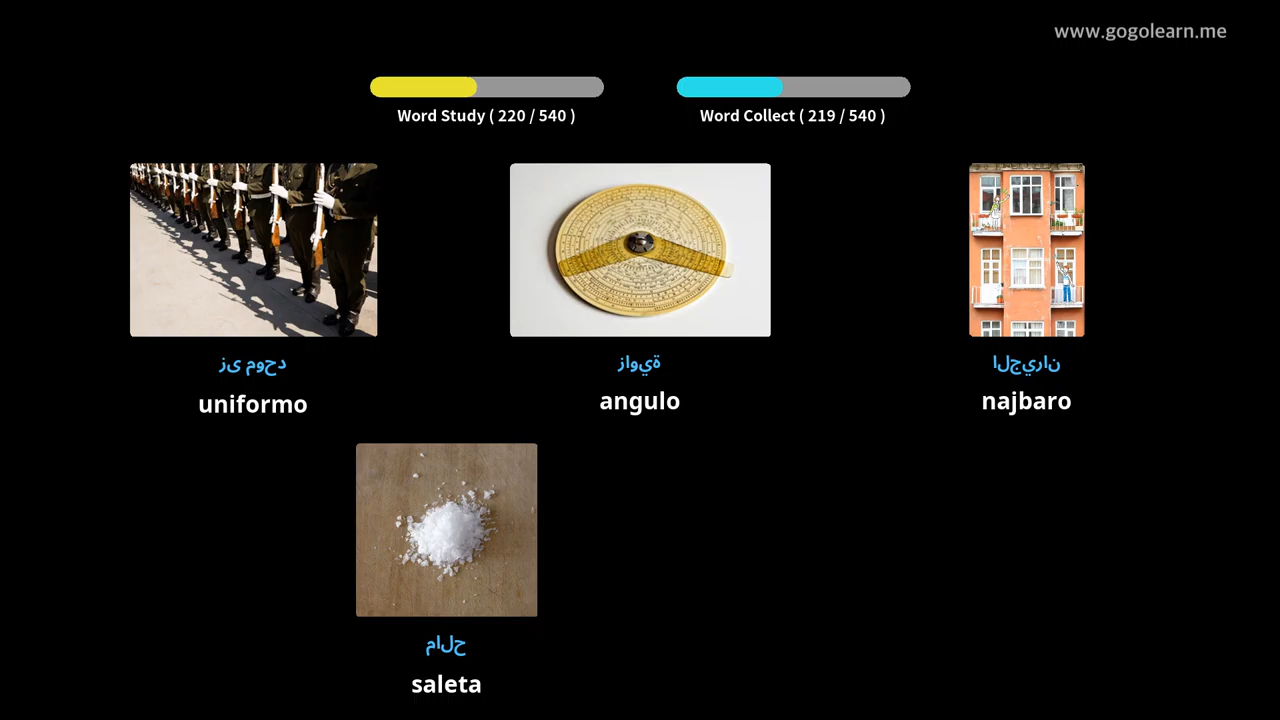 www.gogolearn.me
Word Study ( 220 / 540 )
Word Collect ( 219 / 540 )
زى موحد
زاوية
الجيران
uniformo
angulo
najbaro
مالح
saleta